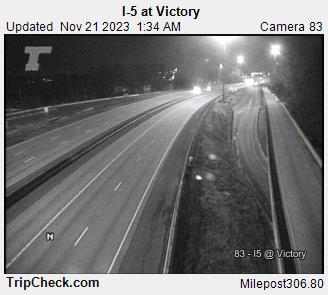 I-5 at Victory
Updated Nov 21 2023 1:34 AM Camera 83
T
N
83 - I5 @ Victory
TripCheck.com Milepost306.80